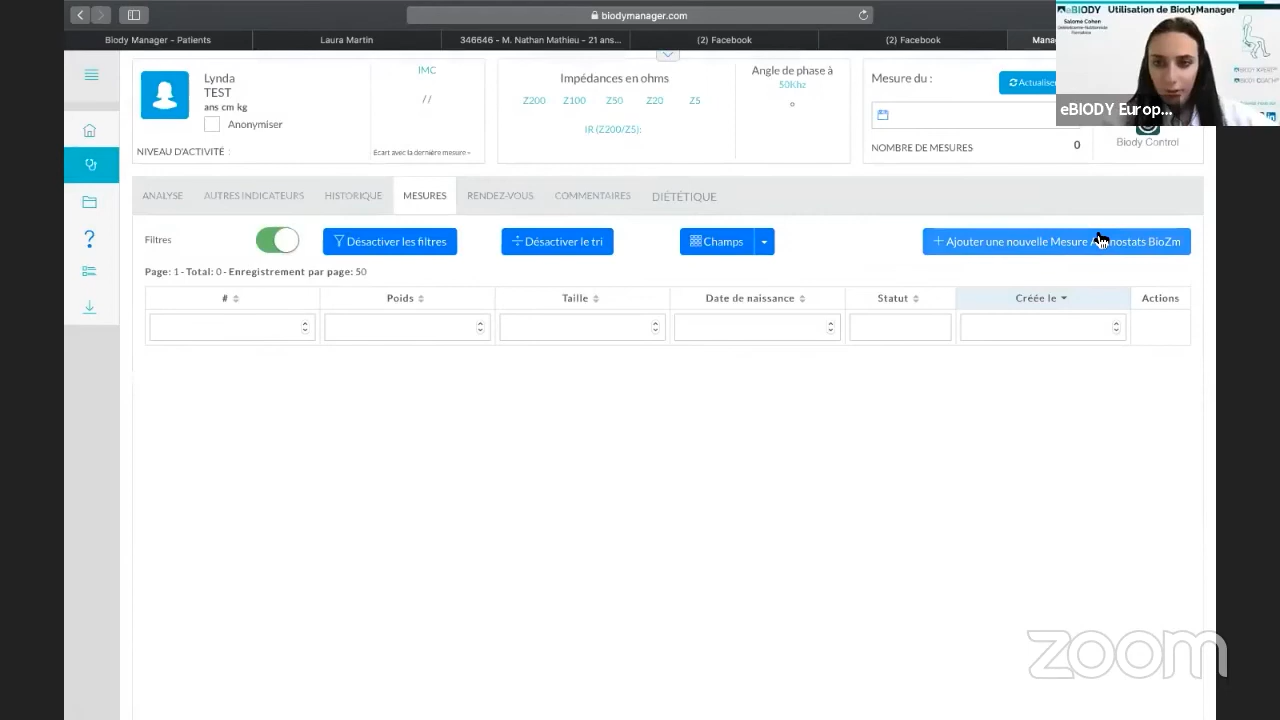 biodymanager.com
Biody Manager - Patients
Laura Martin
346646 - M. Nathan Mathieu - 21 ans...
(2) Facebook
(2) Facebook
eBIODY Utilisation de BiodyManager
Salome Cohen
eBIODY Europ...
Lynda
TEST
ans cm kg
Anonymiser
NIVEAU D'ACTIVITÉ :
IMC
//
Écart avec la dernière mesure -
Impédances en ohms
Z200 Z100 Z50 Z20 Z5
IR (Z200/Z5):
Angle de phase à
50Khz
°
Mesure du :
Actualiser
NOMBRE DE MESURES 0
Biody Control
ANALYSE AUTRES INDICATEURS HISTORIQUE MESURES RENDEZ-VOUS COMMENTAIRES DIÉTÉTIQUE
Filtres
Désactiver les filtres
Désactiver le tri
Champs
+ Ajouter une nouvelle Mesure BioZm
Page: 1 - Total: 0 - Enregistrement par page: 50
# Poids Taille Date de naissance Statut Créée le Actions
zoom